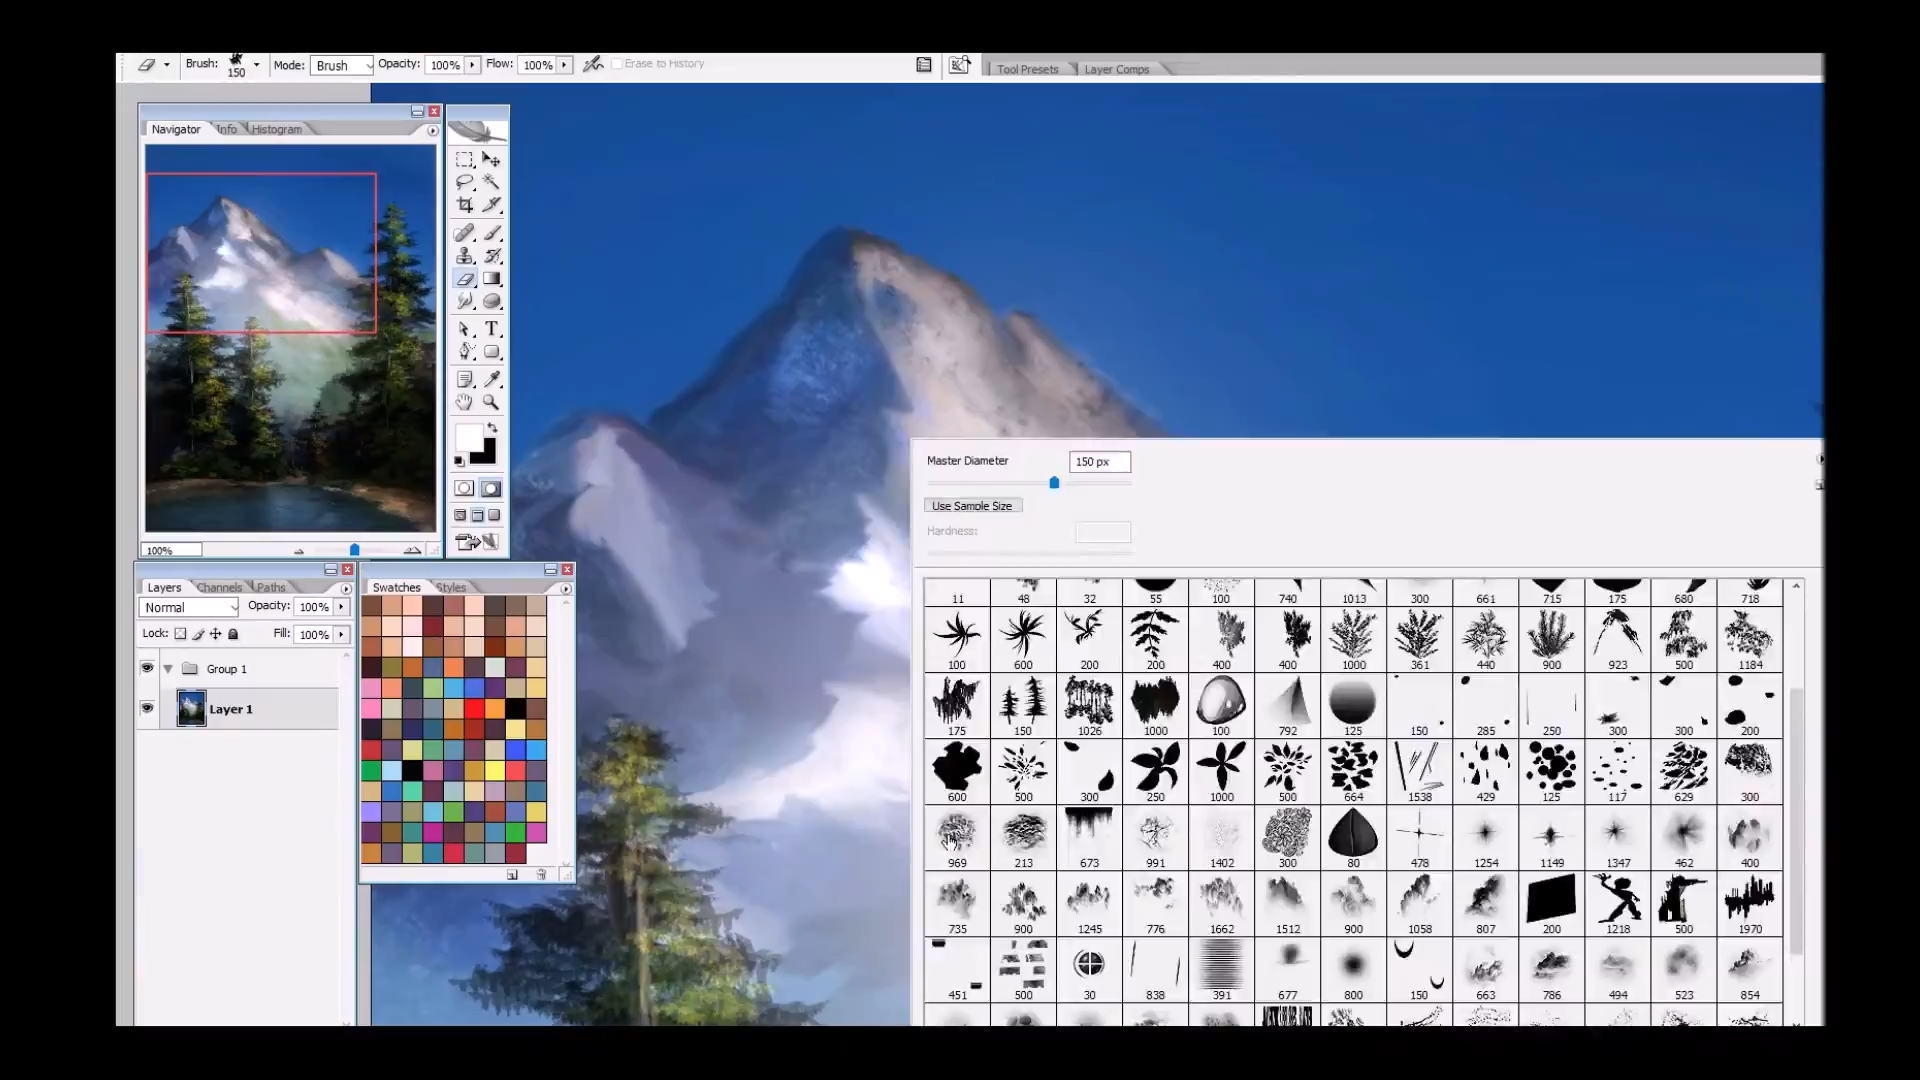 Brush: 150 Mode: Brush Opacity: 100% Flow: 100% Erase to History Tool Presets Layer Comps
Navigator Info Histogram
100%
Layers Channels Paths
Normal Opacity: 100%
Lock: Fill: 100%
Group 1
Layer 1
Swatches Styles
T
Master Diameter 150 px
Use Sample Size
Hardness:
11 48 32 55 100 740 1013 300 661 715 175 680 718
100 600 200 200 400 400 1000 361 440 900 923 500 1184
175 150 1026 1000 100 792 125 150 285 250 300 300 200
600 500 300 250 1000 500 664 1538 429 125 117 629 300
969 213 673 991 1402 300 80 478 1254 1149 1347 462 400
735 900 1245 776 1662 1512 900 1058 807 200 1218 500 1970
451 500 30 838 391 677 800 150 663 786 494 523 854